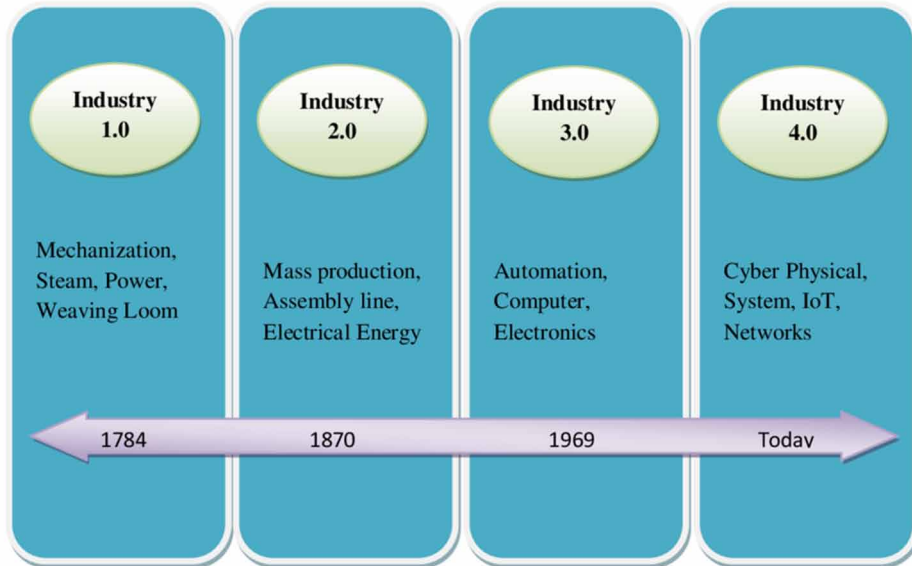 Industry
1.0
Industry
2.0
Industry
3.0
Industry
4.0
Mechanization,
Steam, Power,
Weaving Loom
Mass production,
Assembly line,
Electrical Energy
Automation,
Computer,
Electronics
Cyber Physical,
System, IoT,
Networks
1784
1870
1969
Today